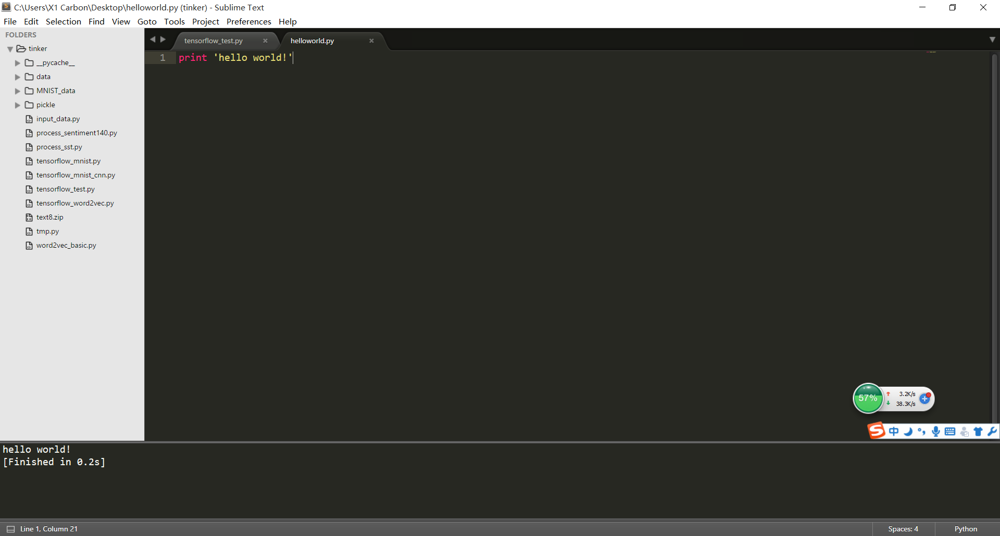 C:\Users\X1 Carbon\Desktop\helloworld.py (tinker) - Sublime Text
File Edit Selection Find View Goto Tools Project Preferences Help
FOLDERS
tinker
__pycache__
data
MNIST_data
pickle
input_data.py
process_sentiment140.py
process_sst.py
tensorflow_mnist.py
tensorflow_mnist_cnn.py
tensorflow_test.py
tensorflow_word2vec.py
text8.zip
tmp.py
word2vec_basic.py
tensorflow_test.py
helloworld.py
1 print 'hello world!'
57%
3.2K/s
38.3K/s
S 中
hello world!
[Finished in 0.2s]
Line 1, Column 21
Spaces: 4
Python